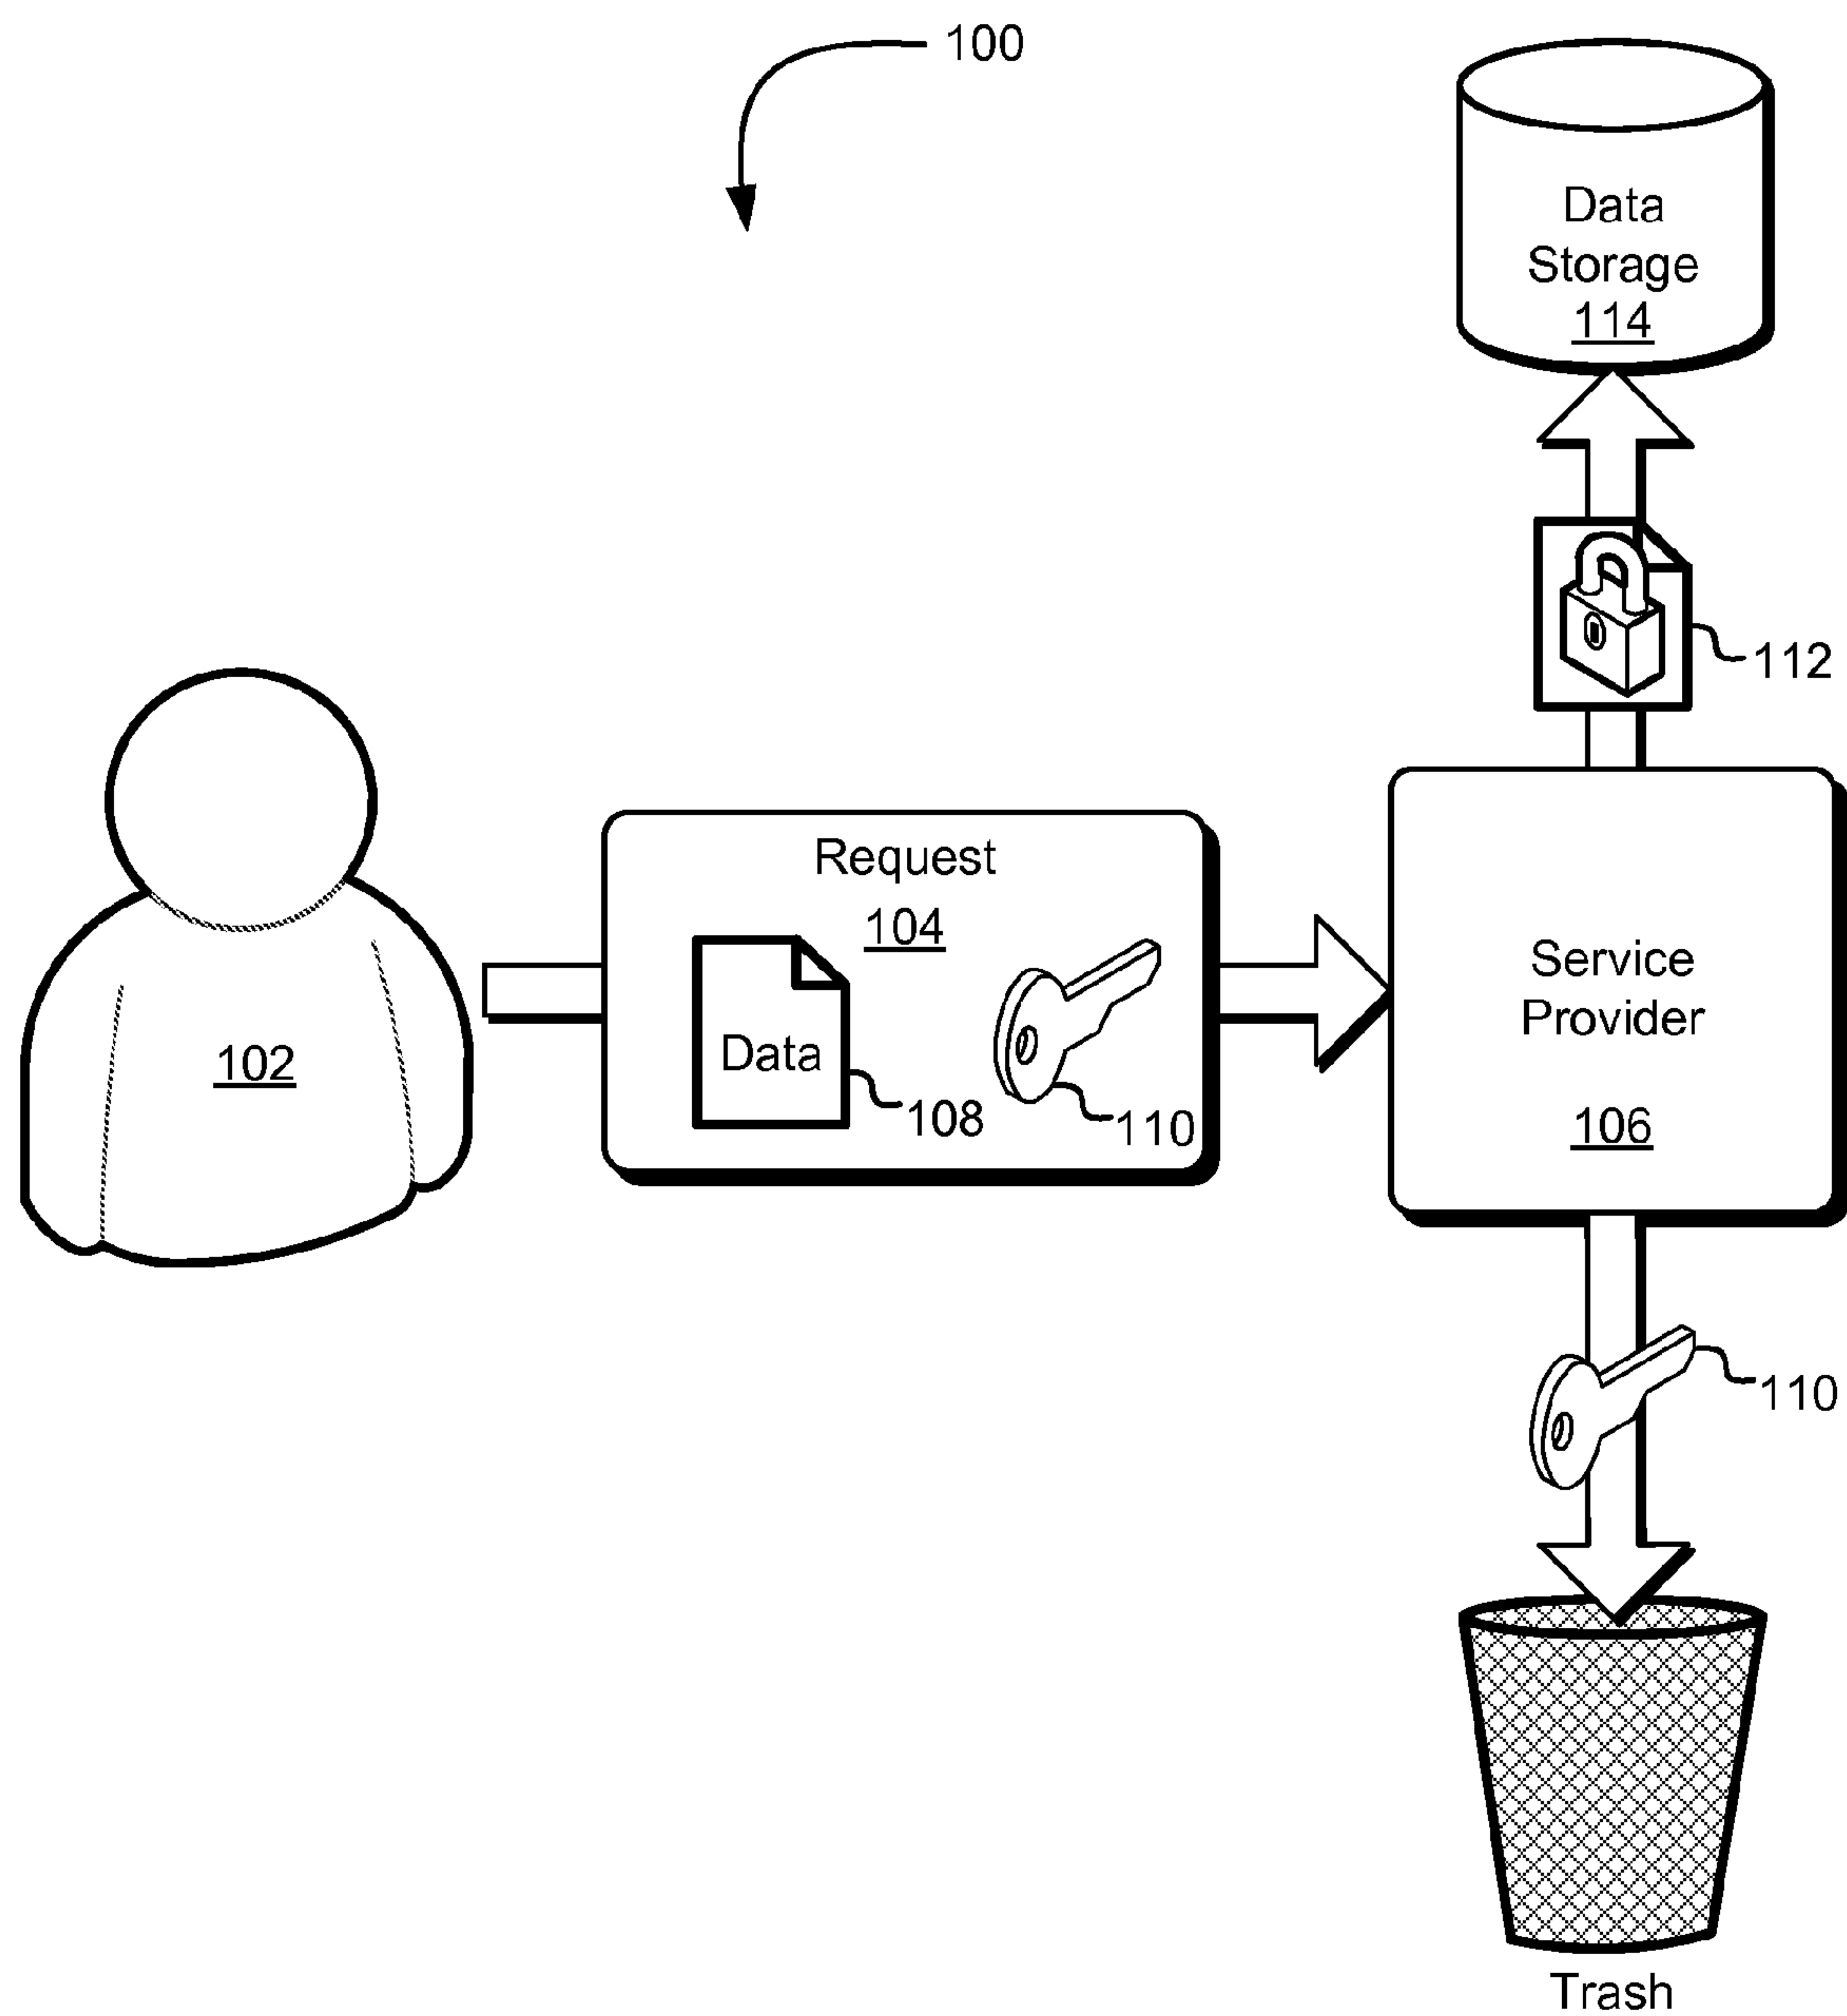 100
Data
Storage
114
112
Request
104
Data
108
110
102
Service
Provider
106
110
Trash